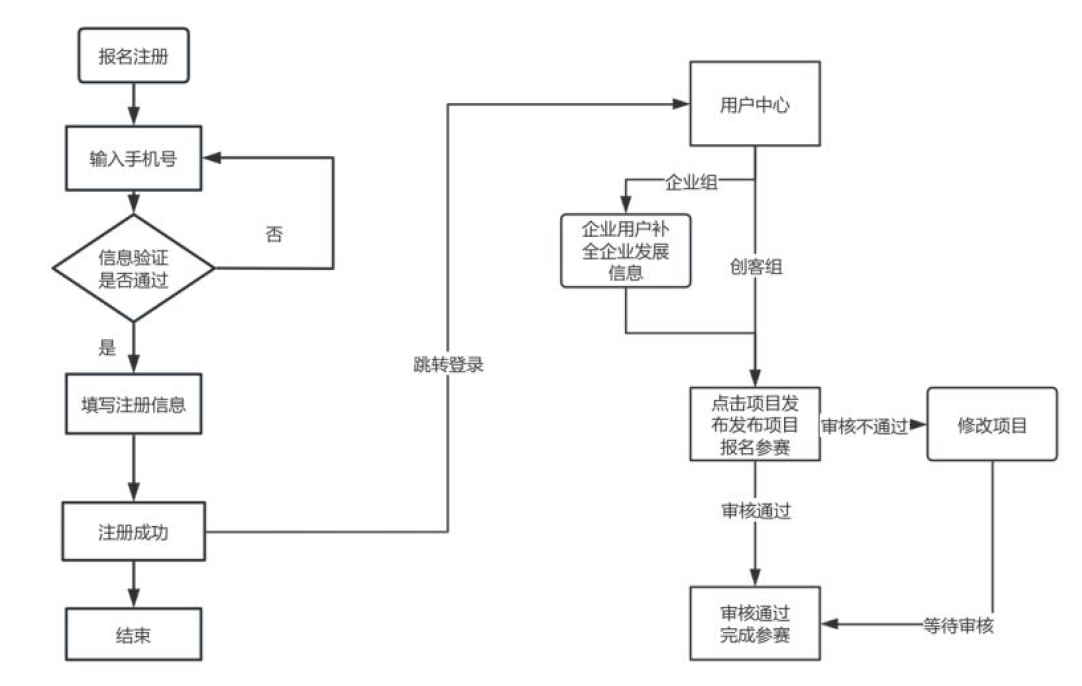 报名注册
输入手机号
信息验证
是否通过
否
是
填写注册信息
注册成功
结束
跳转登录
用户中心
企业组
企业用户补
全企业发展
信息
创客组
点击项目发
布发布项目
报名参赛
审核不通过
修改项目
审核通过
审核通过
完成参赛
等待审核